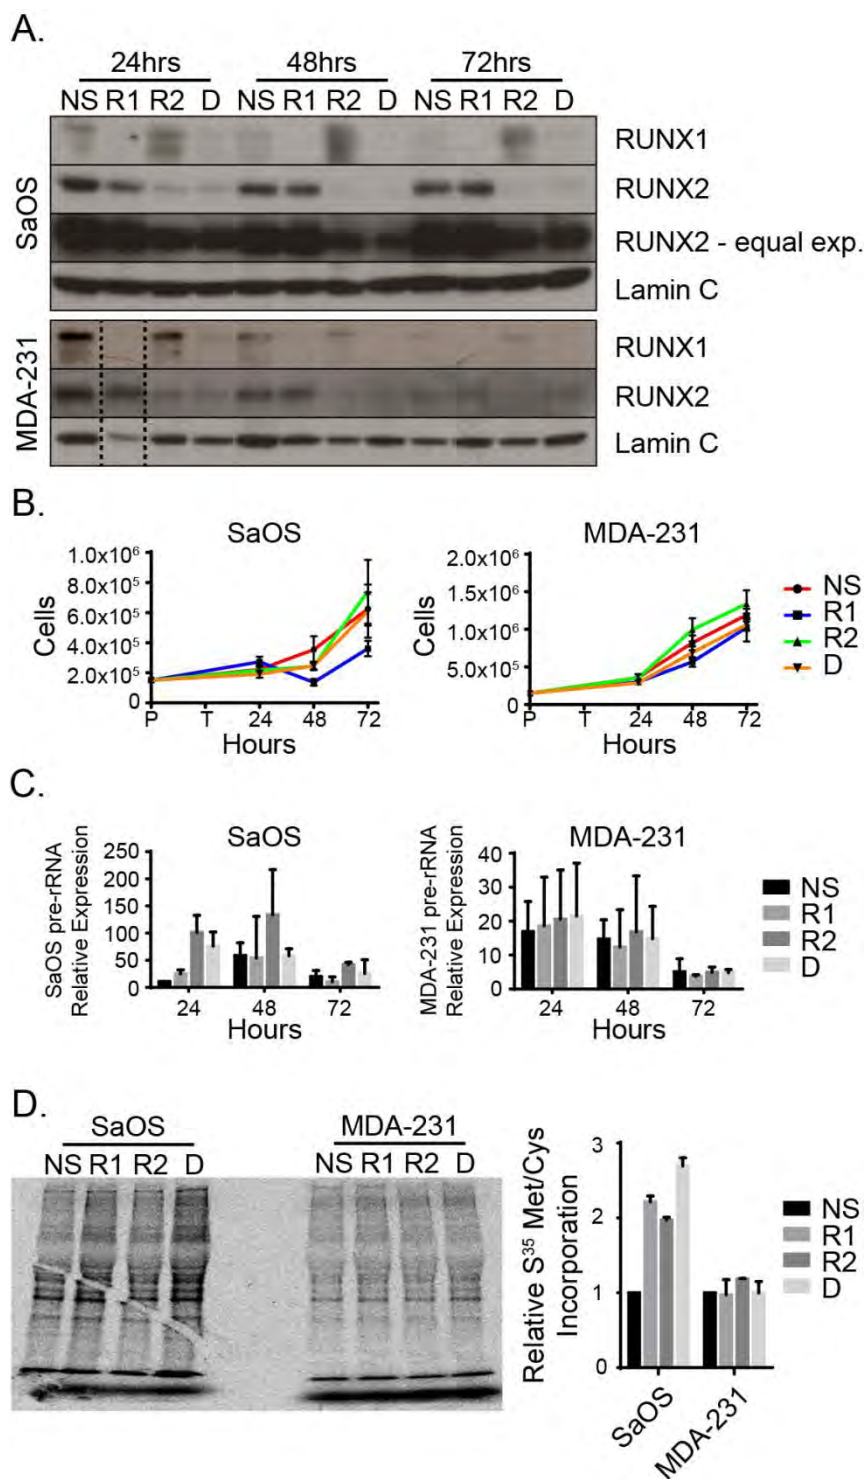 A.
24hrs 48hrs 72hrs
NS R1 R2 D NS R1 R2 D NS R1 R2 D
SaOS
RUNX1
RUNX2
RUNX2 - equal exp.
Lamin C
MDA-231
RUNX1
RUNX2
Lamin C
B.
SaOS MDA-231
Cells
1.0x10⁶
8.0x10⁵
6.0x10⁵
4.0x10⁵
2.0x10⁵
0
P T 24 48 72
Hours
Cells
2.0x10⁶
1.5x10⁶
1.0x10⁶
5.0x10⁵
0
P T 24 48 72
Hours
NS
R1
R2
D
C.
SaOS MDA-231
SaOS pre-rRNA
Relative Expression
250
200
150
100
50
0
24 48 72
Hours
MDA-231 pre-rRNA
Relative Expression
40
30
20
10
0
24 48 72
Hours
NS
R1
R2
D
D.
SaOS MDA-231
NS R1 R2 D NS R1 R2 D
Relative S³⁵ Met/Cys
Incorporation
3
2
1
0
SaOS
MDA-231
NS
R1
R2
D